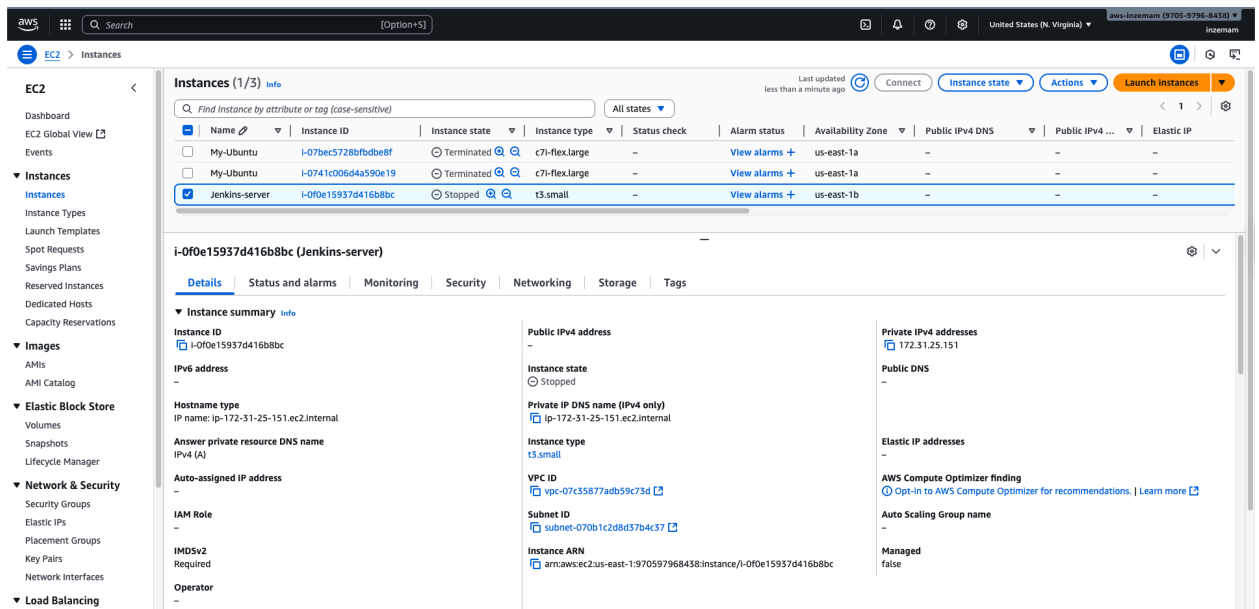 aws
Search [Option+S] United States (N. Virginia) ▼ aws-inzemam (9705-9796-8438) ▼
inzemam
EC2 > Instances
EC2
Dashboard
EC2 Global View
Events
▼ Instances
Instances
Instance Types
Launch Templates
Spot Requests
Savings Plans
Reserved Instances
Dedicated Hosts
Capacity Reservations
▼ Images
AMIs
AMI Catalog
▼ Elastic Block Store
Volumes
Snapshots
Lifecycle Manager
▼ Network & Security
Security Groups
Elastic IPs
Placement Groups
Key Pairs
Network Interfaces
▼ Load Balancing
Instances (1/3) Info
Last updated
less than a minute ago
Connect Instance state ▼ Actions ▼ Launch instances ▼
Find Instance by attribute or tag (case-sensitive) All states ▼ < 1 >
Name Instance ID Instance state Instance type Status check Alarm status Availability Zone Public IPv4 DNS Public IPv4 ... Elastic IP
My-Ubuntu i-07bec5728bfbdbe8f Terminated c7i-flex.large – View alarms + us-east-1a – – –
My-Ubuntu i-0741c006d4a590e19 Terminated c7i-flex.large – View alarms + us-east-1a – – –
Jenkins-server i-0f0e15937d416b8bc Stopped t3.small – View alarms + us-east-1b – – –
i-0f0e15937d416b8bc (Jenkins-server)
Details Status and alarms Monitoring Security Networking Storage Tags
▼ Instance summary Info
Instance ID
i-0f0e15937d416b8bc
Public IPv4 address
–
Private IPv4 addresses
172.31.25.151
IPv6 address
–
Instance state
Stopped
Public DNS
–
Hostname type
IP name: ip-172-31-25-151.ec2.internal
Private IP DNS name (IPv4 only)
ip-172-31-25-151.ec2.internal
Answer private resource DNS name
IPv4 (A)
Instance type
t3.small
Elastic IP addresses
–
Auto-assigned IP address
–
VPC ID
vpc-07c35877adb59c73d
AWS Compute Optimizer finding
Opt-in to AWS Compute Optimizer for recommendations. | Learn more
IAM Role
–
Subnet ID
subnet-070b1c2d8d37b4c37
Auto Scaling Group name
–
IMDSv2
Required
Instance ARN
arn:aws:ec2:us-east-1:970597968438:instance/i-0f0e15937d416b8bc
Managed
false
Operator
–